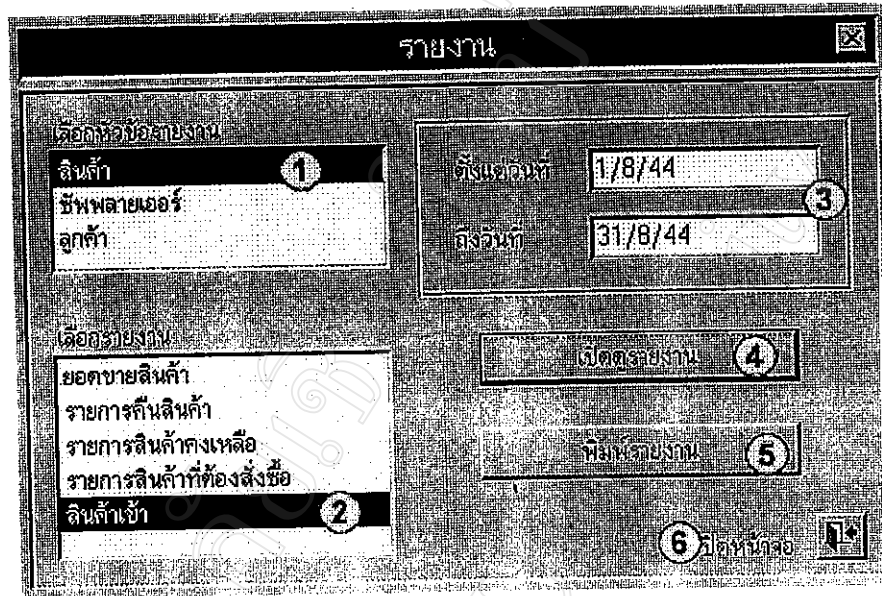 รายงาน
เลือกหัวข้อรายงาน
สินค้า 1
ซัพพลายเออร์
ลูกค้า
ตั้งแต่วันที่ 1/8/44
3
ถึงวันที่ 31/8/44
เลือกรายงาน
ยอดขายสินค้า
รายการคืนสินค้า
รายการสินค้าคงเหลือ
รายการสินค้าที่ต้องสั่งซื้อ
สินค้าเข้า 2
เปิดดูรายงาน 4
พิมพ์รายงาน 5
6 ปิดหน้าจอ